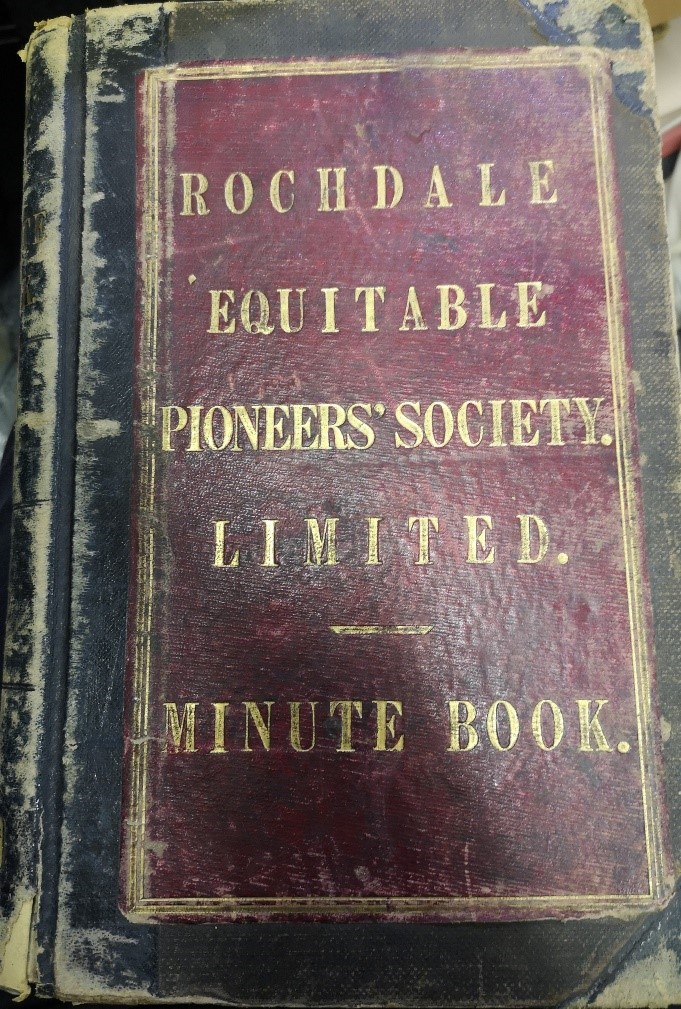 ROCHDALE
EQUITABLE
PIONEERS' SOCIETY.
LIMITED.
MINUTE BOOK.